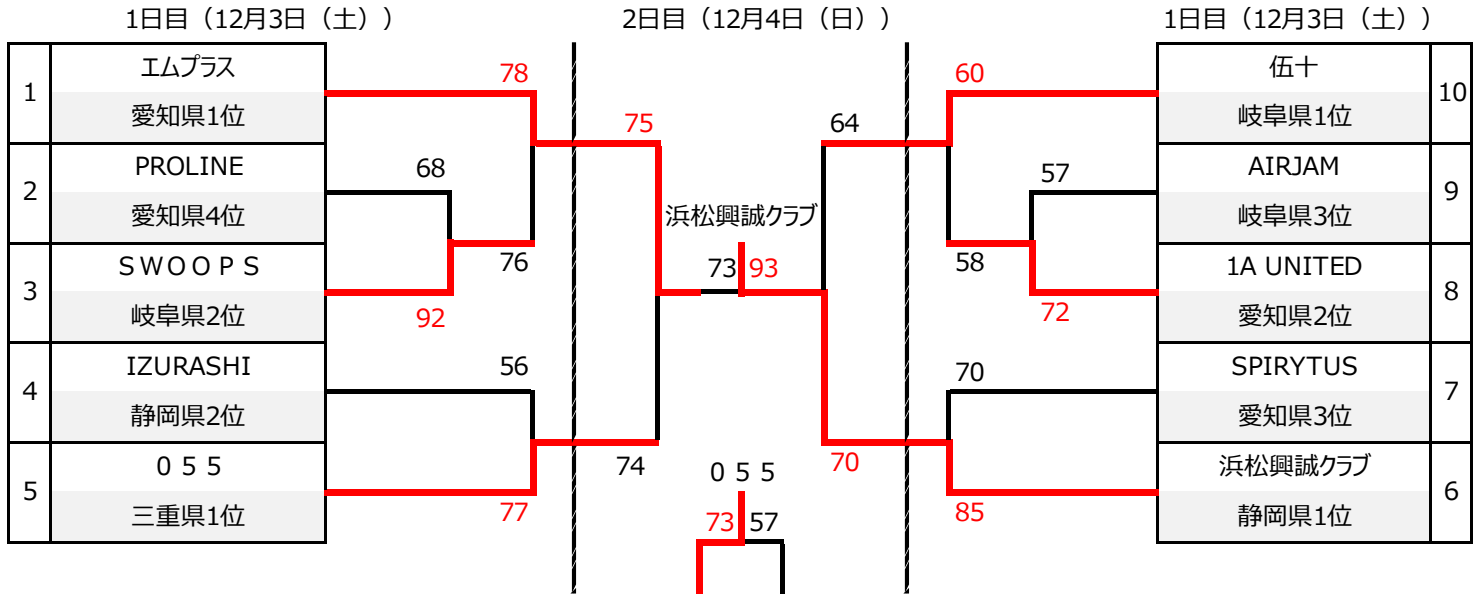 1日目（12月3日（土））
2日目（12月4日（日））
1日目（12月3日（土））
1
エムプラス
愛知県1位
78
2
PROLINE
愛知県4位
68
3
ＳＷＯＯＰＳ
岐阜県2位
92
76
4
IZURASHI
静岡県2位
56
5
０５５
三重県1位
77
75
74
浜松興誠クラブ
73
93
64
70
０５５
73
57
60
伍十
岐阜県1位
10
57
AIRJAM
岐阜県3位
9
58
72
1A UNITED
愛知県2位
8
70
SPIRYTUS
愛知県3位
7
85
浜松興誠クラブ
静岡県1位
6